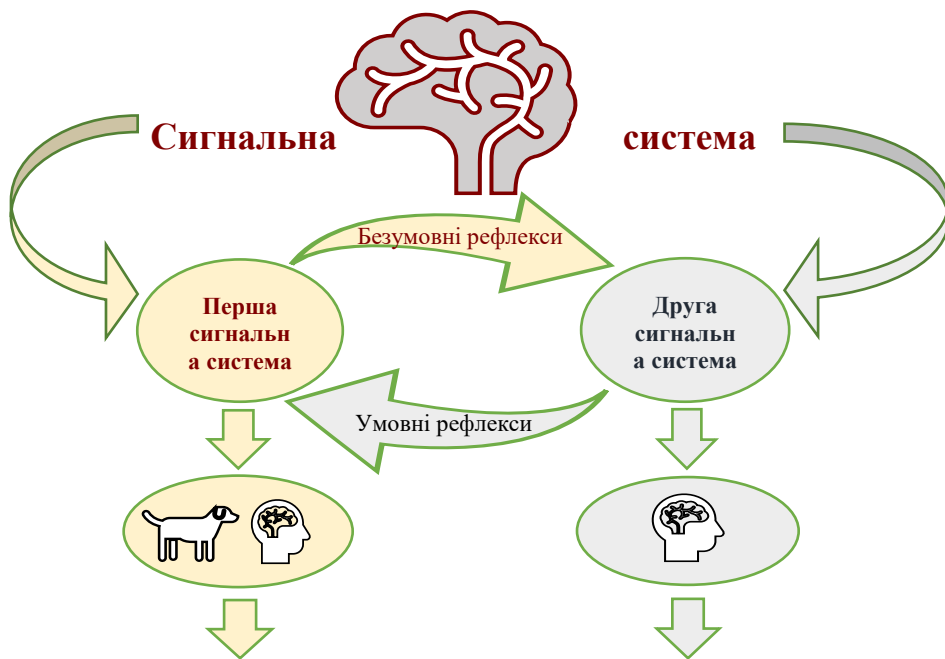 Сигнальна система
Безумовні рефлекси
Перша
сигнальн
а система
Друга
сигнальн
а система
Умовні рефлекси